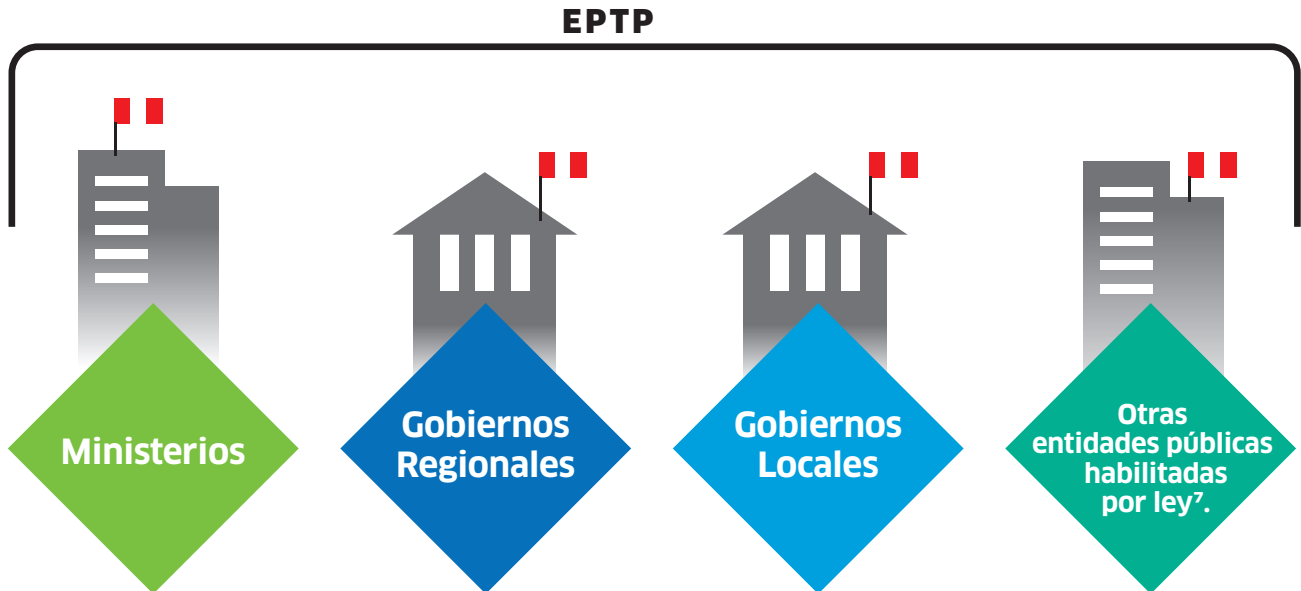 EPTP
Ministerios
Gobiernos
Regionales
Gobiernos
Locales
Otras
entidades públicas
habilitadas
por ley⁷.